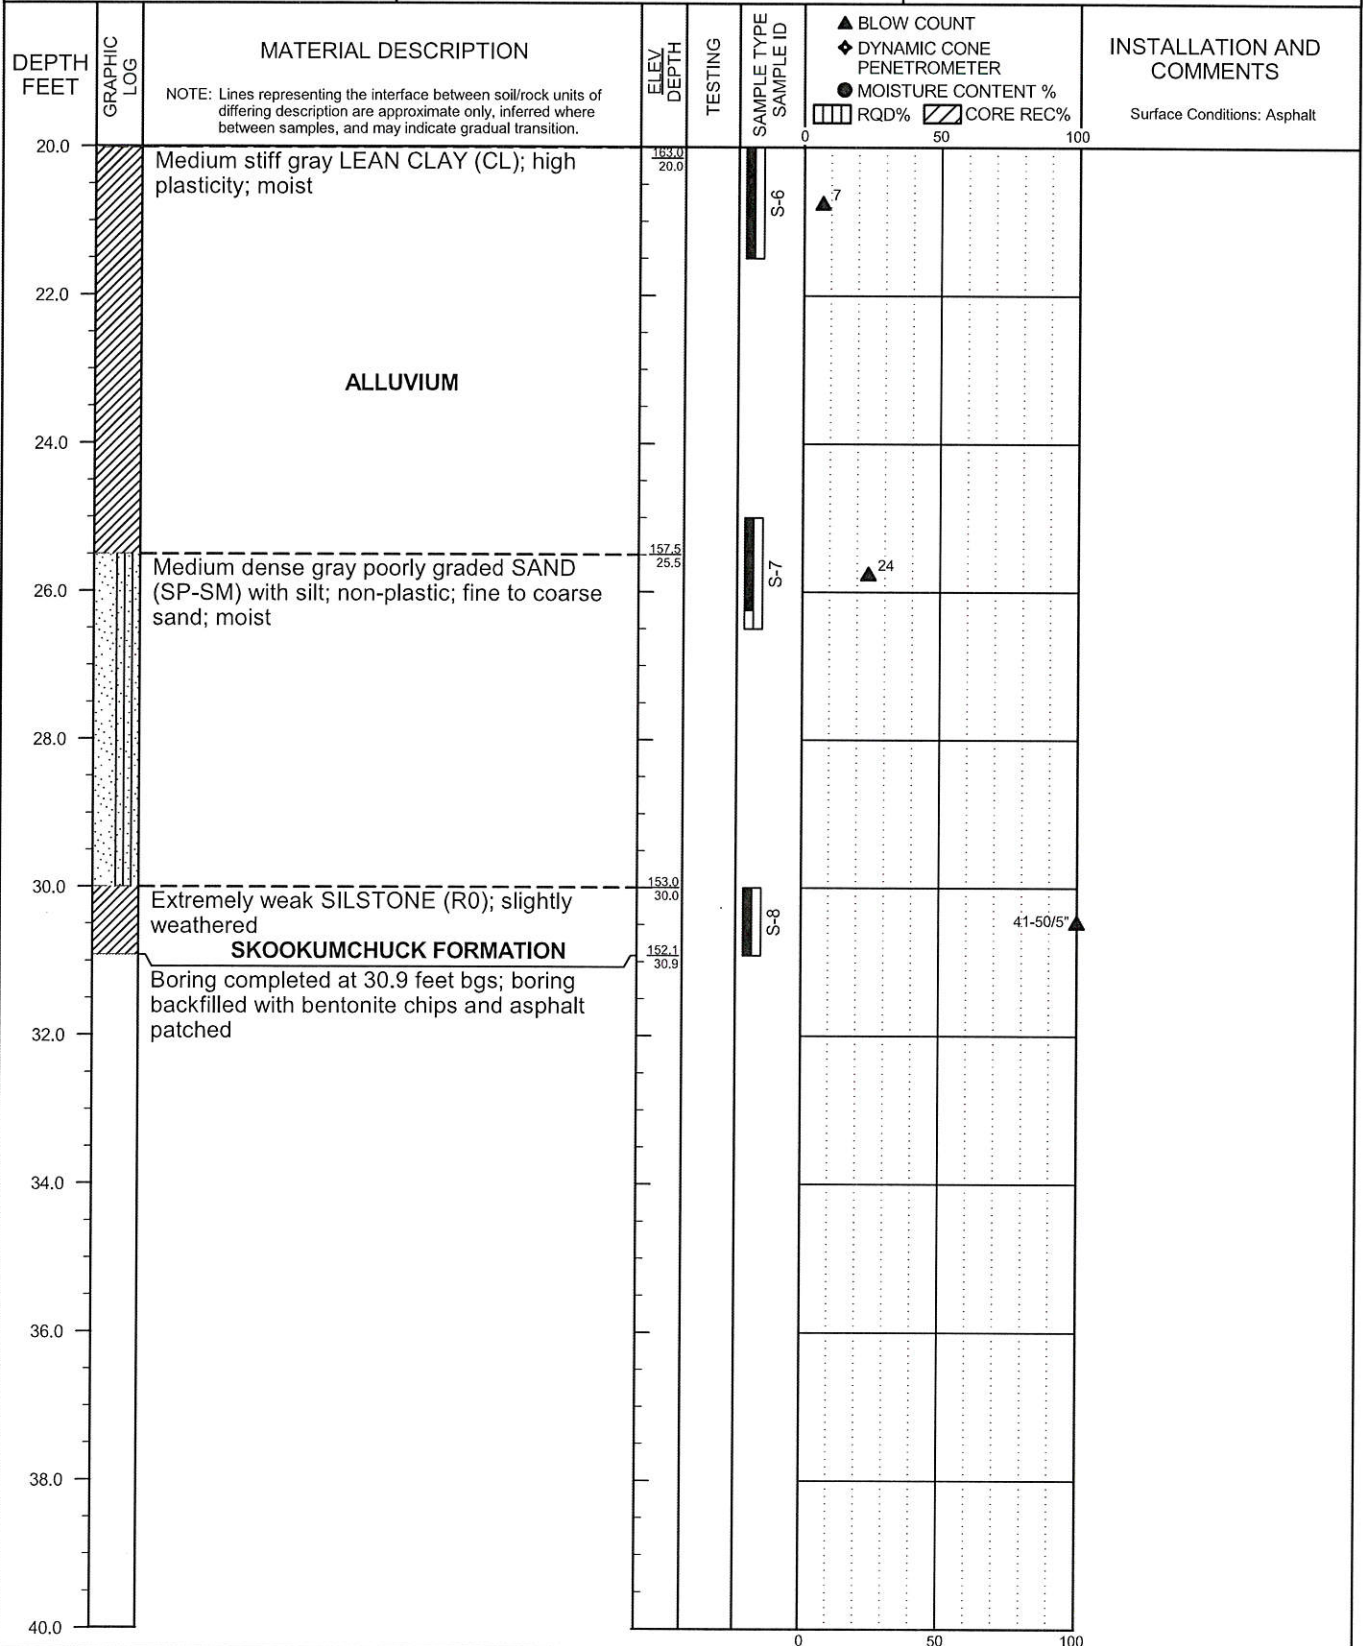 DEPTH
FEET
GRAPHIC
LOG
MATERIAL DESCRIPTION
NOTE: Lines representing the interface between soil/rock units of
differing description are approximate only, inferred where
between samples, and may indicate gradual transition.
ELEV
DEPTH
TESTING
SAMPLE TYPE
SAMPLE ID
BLOW COUNT
DYNAMIC CONE
PENETROMETER
MOISTURE CONTENT %
RQD% CORE REC%
0 50 100
INSTALLATION AND
COMMENTS
Surface Conditions: Asphalt
20.0
Medium stiff gray LEAN CLAY (CL); high
plasticity; moist
163.0
20.0
S-6
7
22.0
ALLUVIUM
24.0
157.5
25.5
Medium dense gray poorly graded SAND
(SP-SM) with silt; non-plastic; fine to coarse
sand; moist
S-7
24
26.0
28.0
30.0
153.0
30.0
Extremely weak SILSTONE (R0); slightly
weathered
S-8
41-50/5"
SKOOKUMCHUCK FORMATION
152.1
30.9
Boring completed at 30.9 feet bgs; boring
backfilled with bentonite chips and asphalt
patched
32.0
34.0
36.0
38.0
40.0
0 50 100